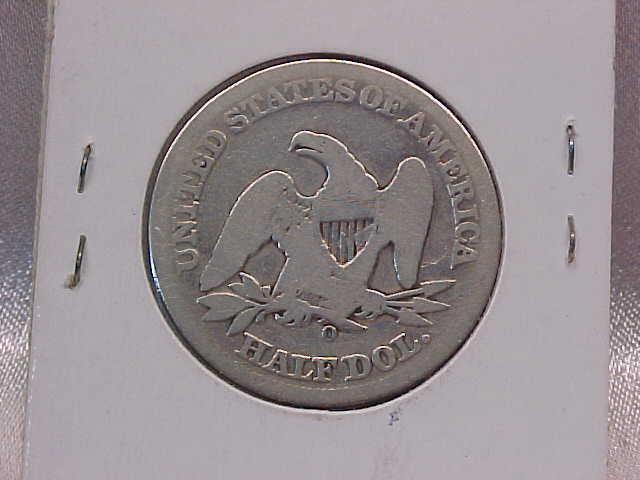 UNITED STATES OF AMERICA
O
HALF DOL.